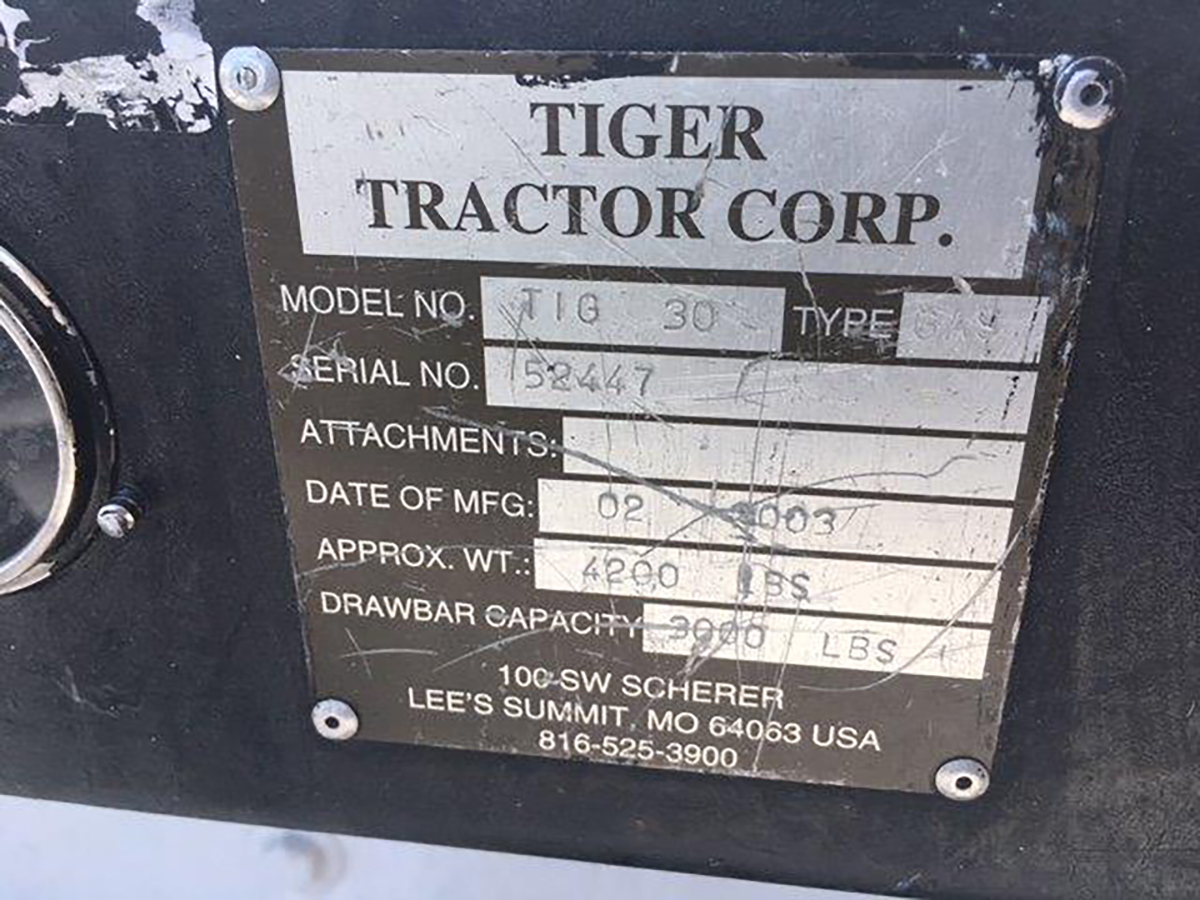 TIGER
TRACTOR CORP.
MODEL NO. TIG 30 TYPE GAS
SERIAL NO. 52447
ATTACHMENTS:
DATE OF MFG: 02 2003
APPROX. WT.: 4200 LBS
DRAWBAR CAPACITY 3000 LBS
100 SW SCHERER
LEE'S SUMMIT, MO 64063 USA
816-525-3900